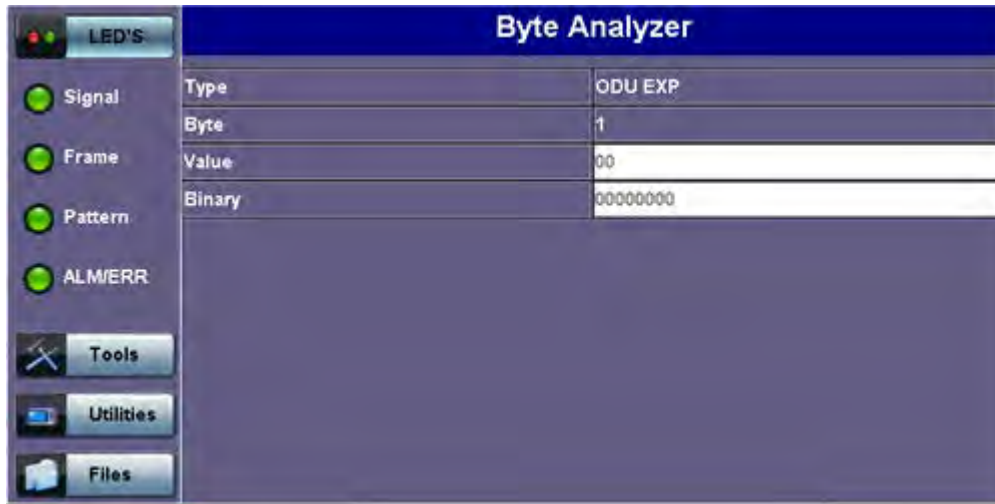 LED'S
Signal
Frame
Pattern
ALM/ERR
Tools
Utilities
Files
Byte Analyzer
Type ODU EXP
Byte 1
Value 00
Binary 00000000